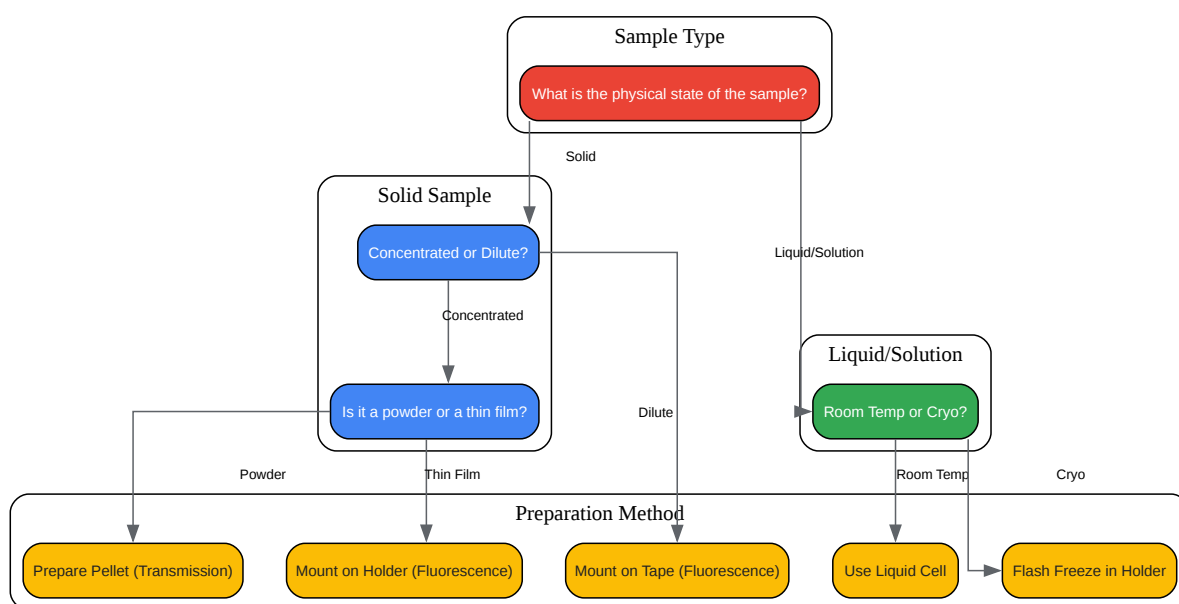 Sample Type
What is the physical state of the sample?
Solid
Solid Sample
Concentrated or Dilute?
Liquid/Solution
Concentrated
Liquid/Solution
Is it a powder or a thin film?
Dilute
Room Temp or Cryo?
Powder
Thin Film
Room Temp
Cryo
Preparation Method
Prepare Pellet (Transmission)
Mount on Holder (Fluorescence)
Mount on Tape (Fluorescence)
Use Liquid Cell
Flash Freeze in Holder